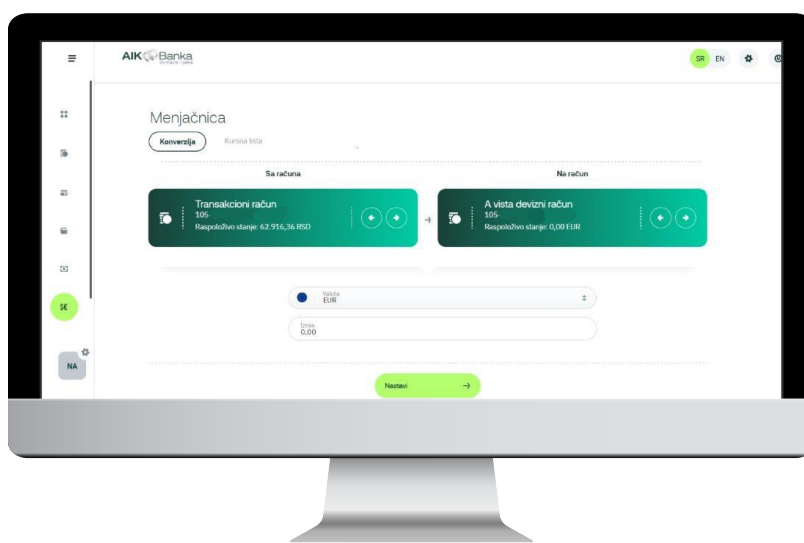 AIK Banka
SR EN
Menjačnica
Konverzija Kursna lista
Sa računa Na račun
Transakcioni račun
105-
Raspoloživo stanje: 62.916,36 RSD
A vista devizni račun
105-
Raspoloživo stanje: 0,00 EUR
Valuta
EUR
Iznos
0,00
$€
NA
Nastavi